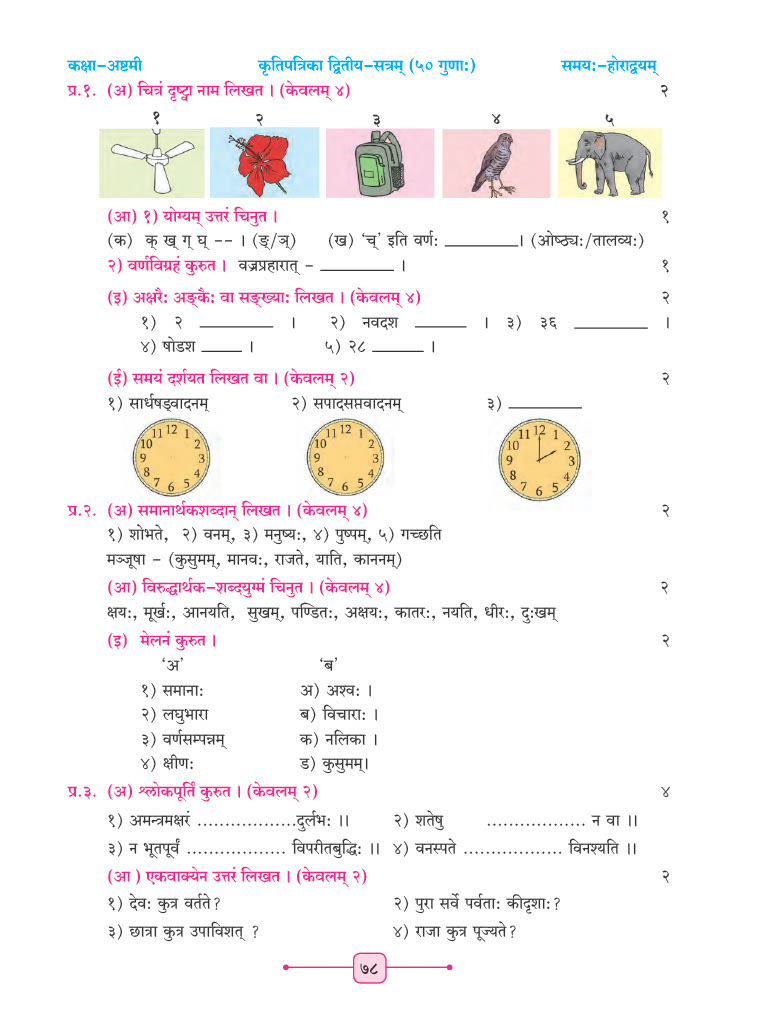 कक्षा-अष्टमी कृतिपत्रिका द्वितीय-सत्रम् (५० गुणाः) समयः-होराद्वयम्
प्र.१. (अ) चित्रं दृष्ट्वा नाम लिखत । (केवलम् ४) २
१ २ ३ ४ ५
(आ) १) योग्यम् उत्तरं चिनुत । १
(क) क् ख् ग् घ् -- । (ङ्/ञ्) (ख) ‘च्’ इति वर्णः __________। (ओष्ठ्यः/तालव्यः)
२) वर्णविग्रहं कुरुत । वज्रप्रहारात् - __________ । १
(इ) अक्षरैः अङ्कैः वा सङ्ख्याः लिखत । (केवलम् ४) २
१) २ __________ । २) नवदश _______ । ३) ३६ __________ ।
४) षोडश ______ । ५) २८ _______ ।
(ई) समयं दर्शयत लिखत वा । (केवलम् २) २
१) सार्धषड्वादनम् २) सपादसप्तवादनम् ३) __________
11 12 1 11 12 1 11 12 1
10 2 10 2 10 2
9 3 9 3 9 3
8 4 8 4 8 4
7 6 5 7 6 5 7 6 5
प्र.२. (अ) समानार्थकशब्दान् लिखत । (केवलम् ४) २
१) शोभते, २) वनम्, ३) मनुष्यः, ४) पुष्पम्, ५) गच्छति
मञ्जूषा - (कुसुमम्, मानवः, राजते, याति, काननम्)
(आ) विरुद्धार्थक-शब्दयुग्मं चिनुत । (केवलम् ४) २
क्षयः, मूर्खः, आनयति, सुखम्, पण्डितः, अक्षयः, कातरः, नयति, धीरः, दुःखम्
(इ) मेलनं कुरुत । २
‘अ’ ‘ब’
१) समानाः अ) अश्वः ।
२) लघुभारा ब) विचाराः ।
३) वर्णसम्पन्नम् क) नलिका ।
४) क्षीणः ड) कुसुमम्।
प्र.३. (अ) श्लोकपूर्तिं कुरुत । (केवलम् २) ४
१) अमन्त्रमक्षरं ..................दुर्लभः ।। २) शतेषु .................. न वा ।।
३) न भूतपूर्वं .................. विपरीतबुद्धिः ।। ४) वनस्पते .................. विनश्यति ।।
(आ ) एकवाक्येन उत्तरं लिखत । (केवलम् २) २
१) देवः कुत्र वर्तते? २) पुरा सर्वे पर्वताः कीदृशाः?
३) छात्रा कुत्र उपाविशत् ? ४) राजा कुत्र पूज्यते?
७८